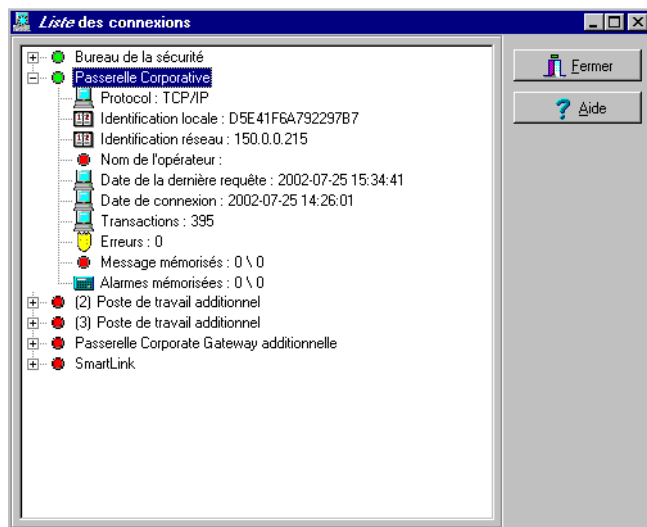 Liste des connexions
Bureau de la sécurité
Passerelle Corporative
Protocol : TCP/IP
Identification locale : D5E41F6A792297B7
Identification réseau : 150.0.0.215
Nom de l'opérateur :
Date de la dernière requête : 2002-07-25 15:34:41
Date de connexion : 2002-07-25 14:26:01
Transactions : 395
Erreurs : 0
Message mémorisés : 0 \ 0
Alarmes mémorisées : 0 \ 0
(2) Poste de travail additionnel
(3) Poste de travail additionnel
Passerelle Corporate Gateway additionnelle
SmartLink
Fermer
Aide